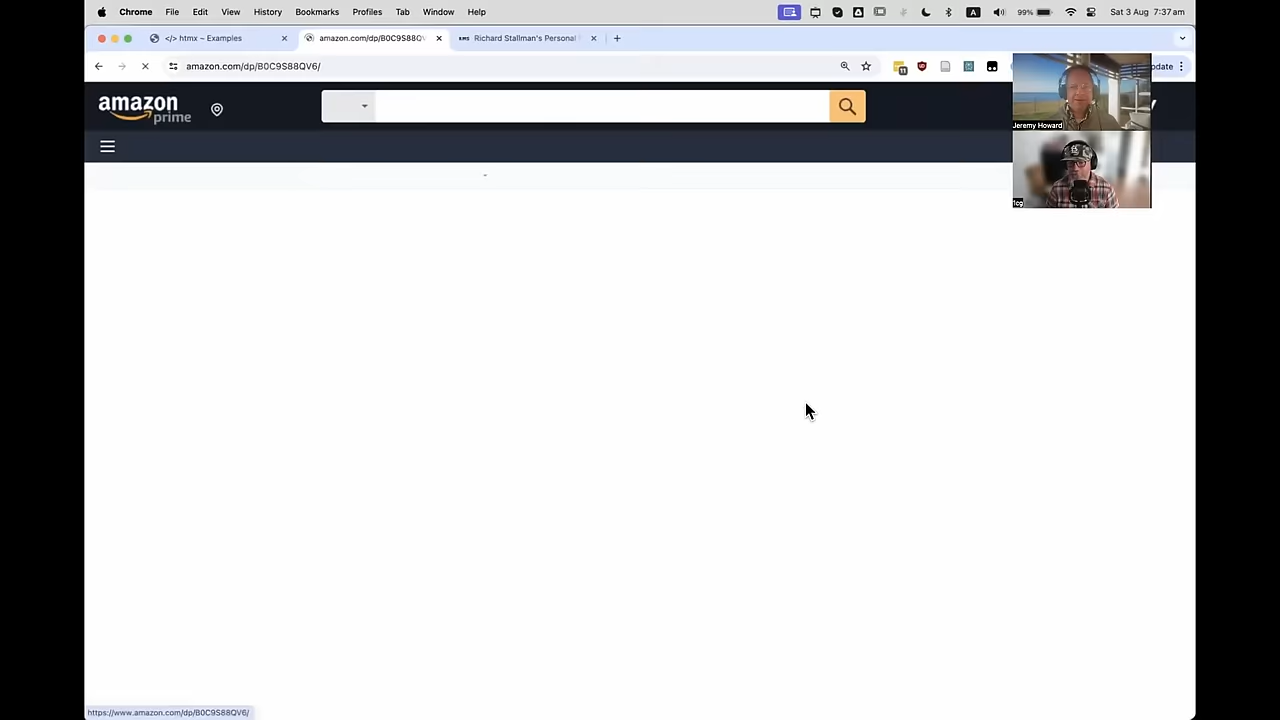 Chrome File Edit View History Bookmarks Profiles Tab Window Help A 99% Sat 3 Aug 7:37 am
</> htmx ~ Examples amazon.com/dp/B0C9S88QV Richard Stallman's Personal
amazon.com/dp/B0C9S88QV6/ 11
amazon prime
Jeremy Howard
https://www.amazon.com/dp/B0C9S88QV6/